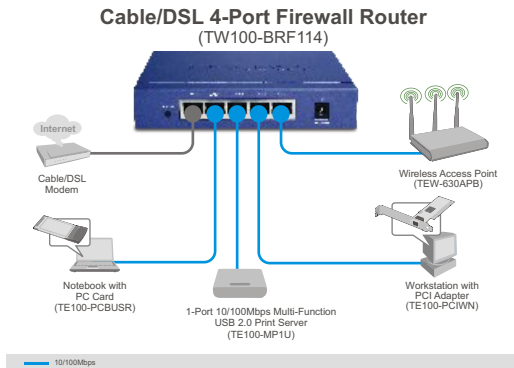 Cable/DSL 4-Port Firewall Router
(TW100-BRF114)
Internet
Cable/DSL
Modem
Wireless Access Point
(TEW-630APB)
Notebook with
PC Card
(TE100-PCBUSR)
1-Port 10/100Mbps Multi-Function
USB 2.0 Print Server
(TE100-MP1U)
Workstation with
PCI Adapter
(TE100-PCIWN)
10/100Mbps